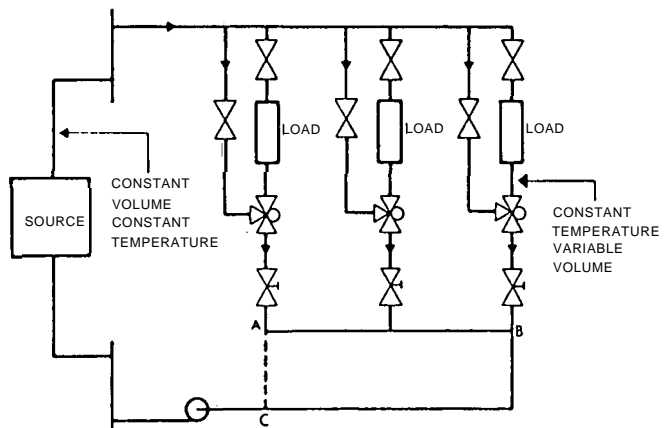 LOAD
LOAD
LOAD
CONSTANT
VOLUME
CONSTANT
TEMPERATURE
SOURCE
CONSTANT
TEMPERATURE
VARIABLE
VOLUME
A
B
C